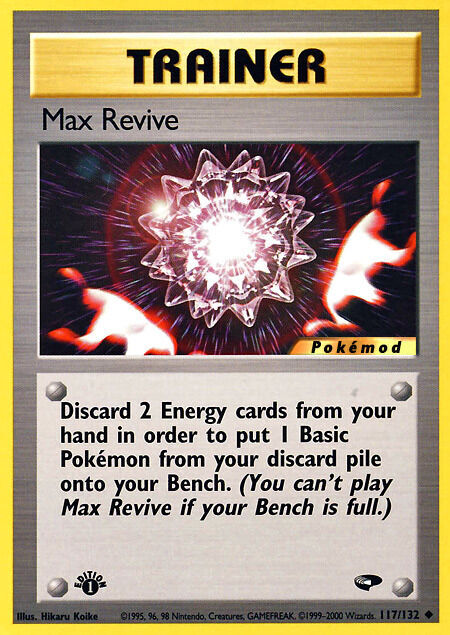 TRAINER
Max Revive
Pokémod
Discard 2 Energy cards from your
hand in order to put 1 Basic
Pokémon from your discard pile
onto your Bench. (You can't play
Max Revive if your Bench is full.)
EDITION
1
Illus. Hikaru Koike ©1995, 96, 98 Nintendo, Creatures, GAMEFREAK. ©1999-2000 Wizards. 117/132 ◆